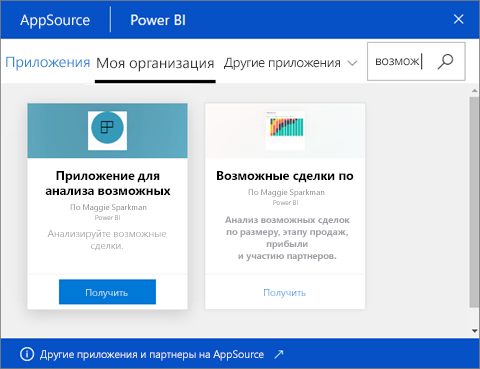 AppSource Power BI
Приложения Моя организация Другие приложения возмож
Приложение для
анализа возможных
По Maggie Sparkman
Power BI
Анализируйте возможные
сделки.
Получить
Возможные сделки по
По Maggie Sparkman
Power BI
Анализ возможных сделок
по размеру, этапу продаж,
прибыли
и участию партнеров.
Получить
Другие приложения и партнеры на AppSource